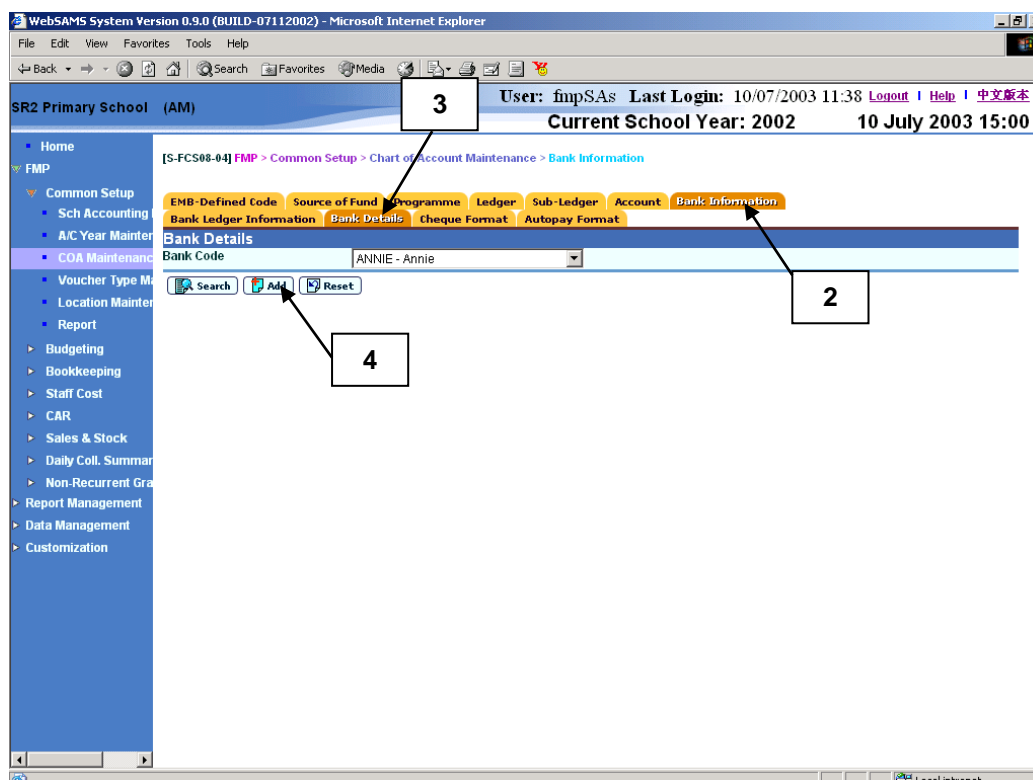 WebSAMS System Version 0.9.0 (BUILD-07112002) - Microsoft Internet Explorer
File Edit View Favorites Tools Help
Back Search Favorites Media
SR2 Primary School (AM)
User: fmpSAs Last Login: 10/07/2003 11:38 Logout | Help | 中文版本
Current School Year: 2002 10 July 2003 15:00
3
Home
[S-FCS08-04] FMP > Common Setup > Chart of Account Maintenance > Bank Information
FMP
Common Setup
EMB-Defined Code Source of Fund Programme Ledger Sub-Ledger Account Bank Information
Sch Accounting
Bank Ledger Information Bank Details Cheque Format Autopay Format
A/C Year Mainter
Bank Details
COA Maintenanc
Bank Code ANNIE - Annie
Voucher Type Ma
Search Add Reset
2
Location Mainter
Report
4
Budgeting
Bookkeeping
Staff Cost
CAR
Sales & Stock
Daily Coll. Summar
Non-Recurrent Gra
Report Management
Data Management
Customization
Local intranet